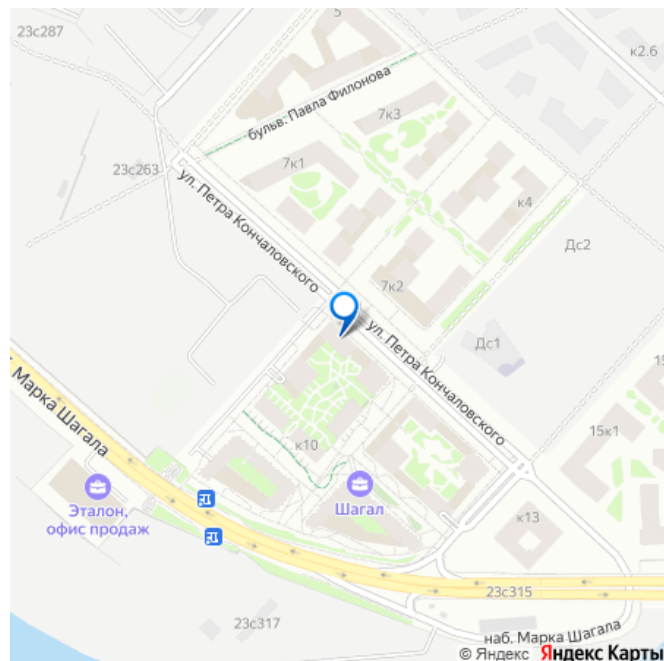 5
23с287
к2.6
бульв. Павла Филонова
7к3
23с263
7к1
ул. Петра Кончаловского
к4
Дс2
7к2
ул. Петра Кончаловского
Дс1
Марка Шагала
15
15к1
к10
Шагал
Эталон,
офис продаж
к13
23с315
23с317
наб. Марка Шагала
© Яндекс Яндекс Карты